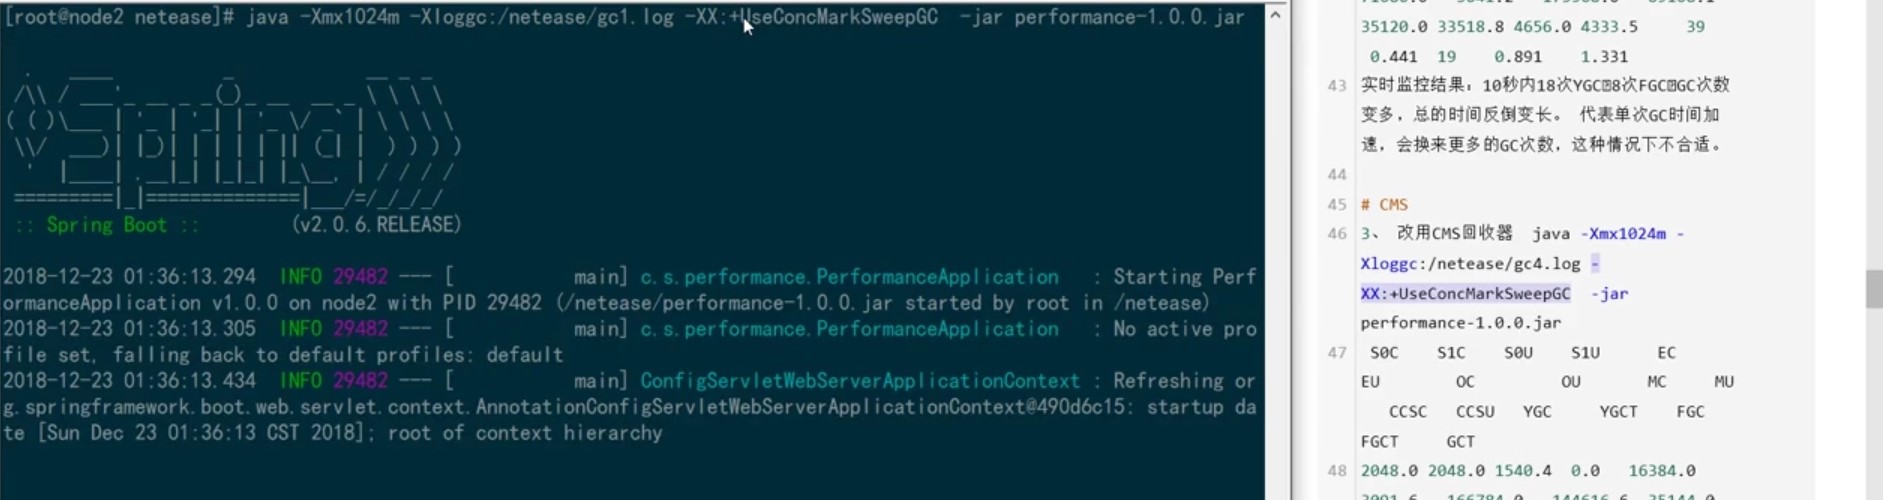 [root@node2 netease]# java -Xmx1024m -Xloggc:/netease/gc1.log -XX:+UseConcMarkSweepGC  -jar performance-1.0.0.jar
:: Spring Boot ::        (v2.0.6.RELEASE)
2018-12-23 01:36:13.294  INFO 29482 --- [           main] c.s.performance.PerformanceApplication   : Starting Perf
ormanceApplication v1.0.0 on node2 with PID 29482 (/netease/performance-1.0.0.jar started by root in /netease)
2018-12-23 01:36:13.305  INFO 29482 --- [           main] c.s.performance.PerformanceApplication   : No active pro
file set, falling back to default profiles: default
2018-12-23 01:36:13.434  INFO 29482 --- [           main] ConfigServletWebServerApplicationContext : Refreshing or
g.springframework.boot.web.servlet.context.AnnotationConfigServletWebServerApplicationContext@490d6c15: startup da
te [Sun Dec 23 01:36:13 CST 2018]; root of context hierarchy
35120.0 33518.8 4656.0 4333.5 39
0.441 19 0.891 1.331
43 实时监控结果：10秒内18次YGC 8次FGC GC次数
变多，总的时间反倒变长。 代表单次GC时间加
速，会换来更多的GC次数，这种情况下不合适。
44
45 # CMS
46 3、 改用CMS回收器 java -Xmx1024m -
Xloggc:/netease/gc4.log -
XX:+UseConcMarkSweepGC -jar
performance-1.0.0.jar
47 S0C S1C S0U S1U EC
EU OC OU MC MU
CCSC CCSU YGC YGCT FGC
FGCT GCT
48 2048.0 2048.0 1540.4 0.0 16384.0